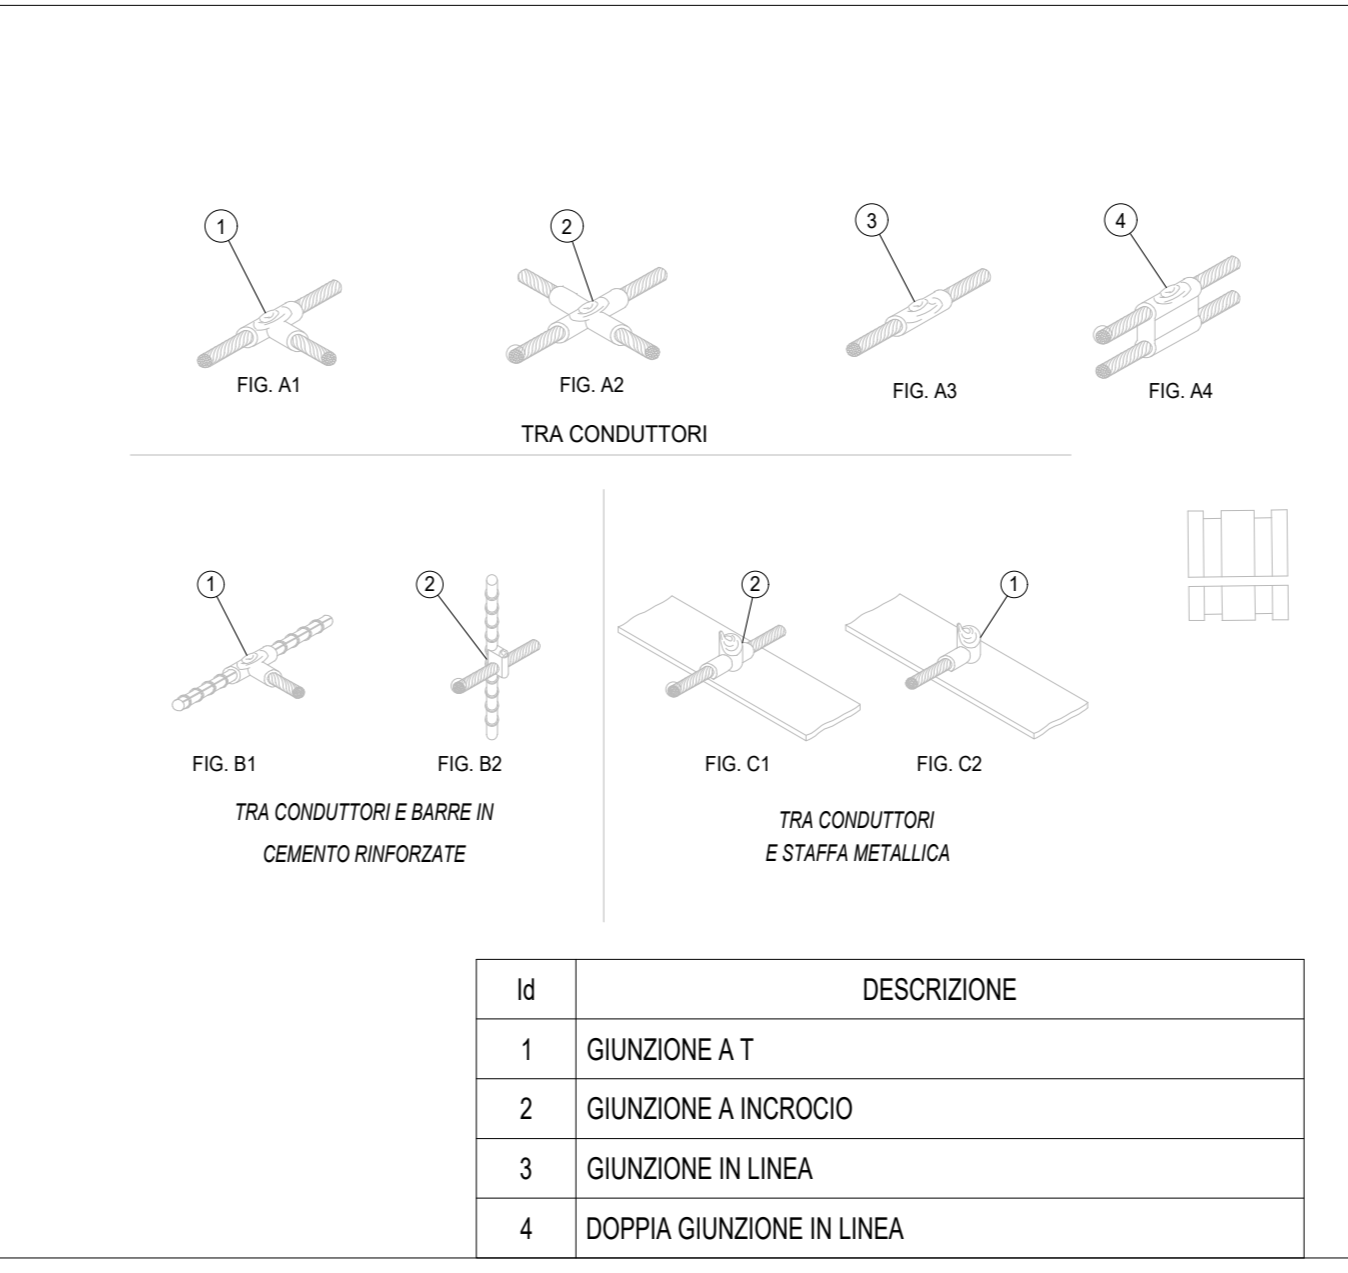 1 2 3 4
FIG. A1 FIG. A2 FIG. A3 FIG. A4
TRA CONDUTTORI
1 2 2 1
FIG. B1 FIG. B2 FIG. C1 FIG. C2
TRA CONDUTTORI E BARRE IN
CEMENTO RINFORZATE
TRA CONDUTTORI
E STAFFA METALLICA
Id DESCRIZIONE
1 GIUNZIONE A T
2 GIUNZIONE A INCROCIO
3 GIUNZIONE IN LINEA
4 DOPPIA GIUNZIONE IN LINEA